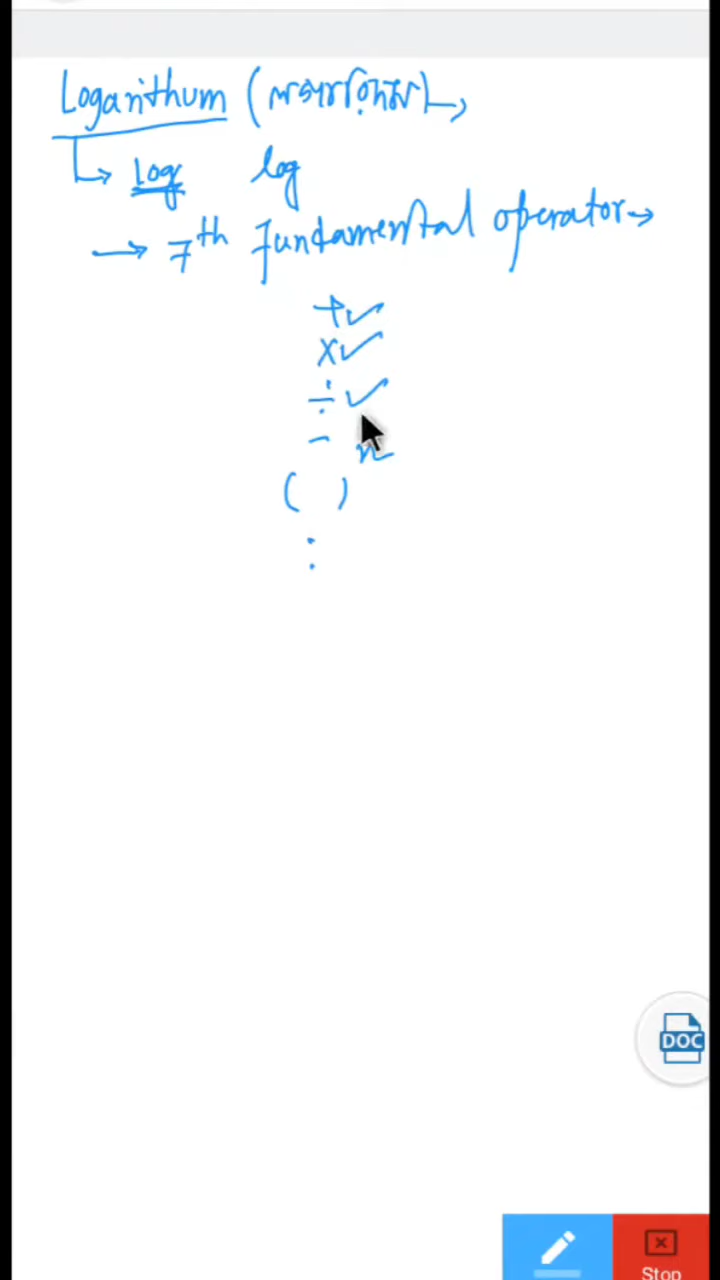 Logarithum (
log log
→ 7th fundamental operator→
+✓
×✓
÷✓
-
( )
:
DOC
Stop